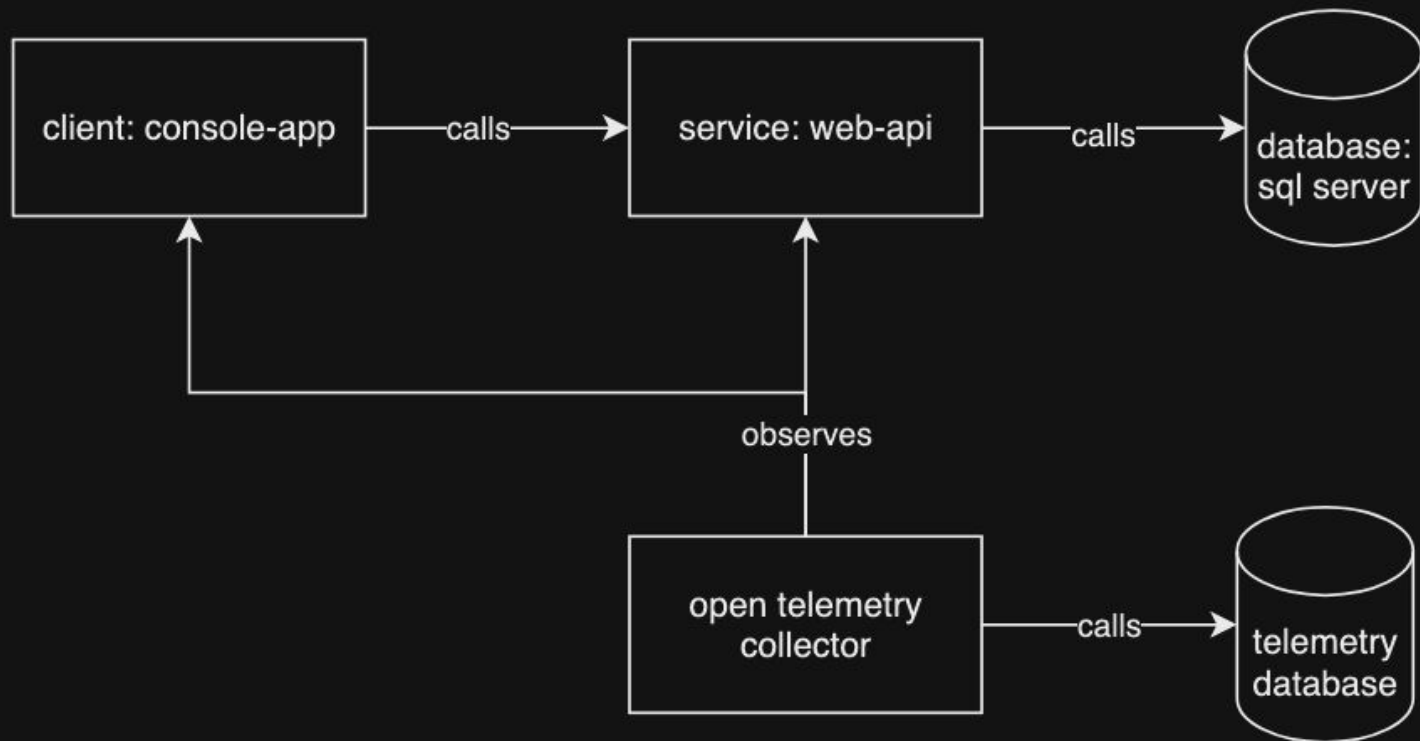 client: console-app
calls
service: web-api
calls
database:
sql server
observes
open telemetry
collector
calls
telemetry
database